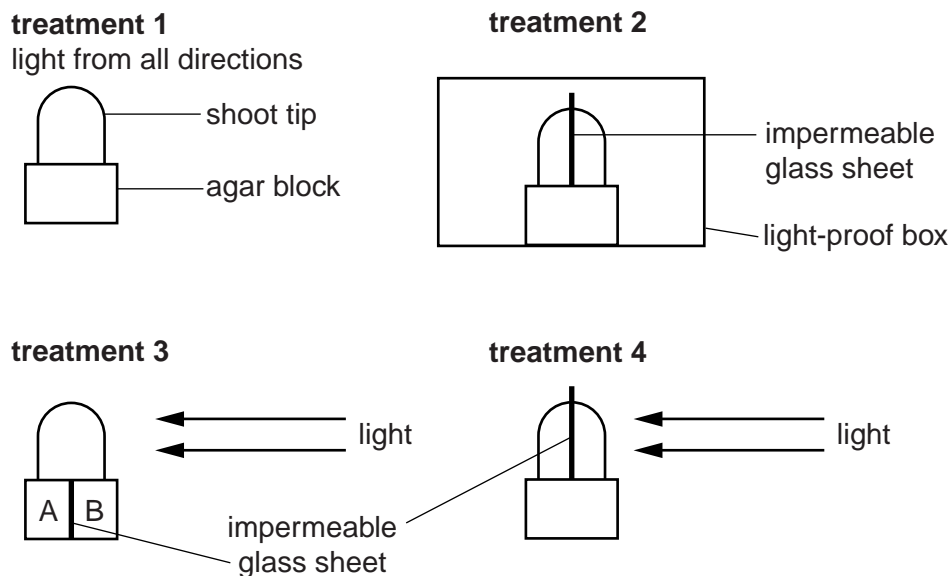 treatment 1
light from all directions
shoot tip
agar block
treatment 2
impermeable
glass sheet
light-proof box
treatment 3
light
A
B
impermeable
glass sheet
treatment 4
light